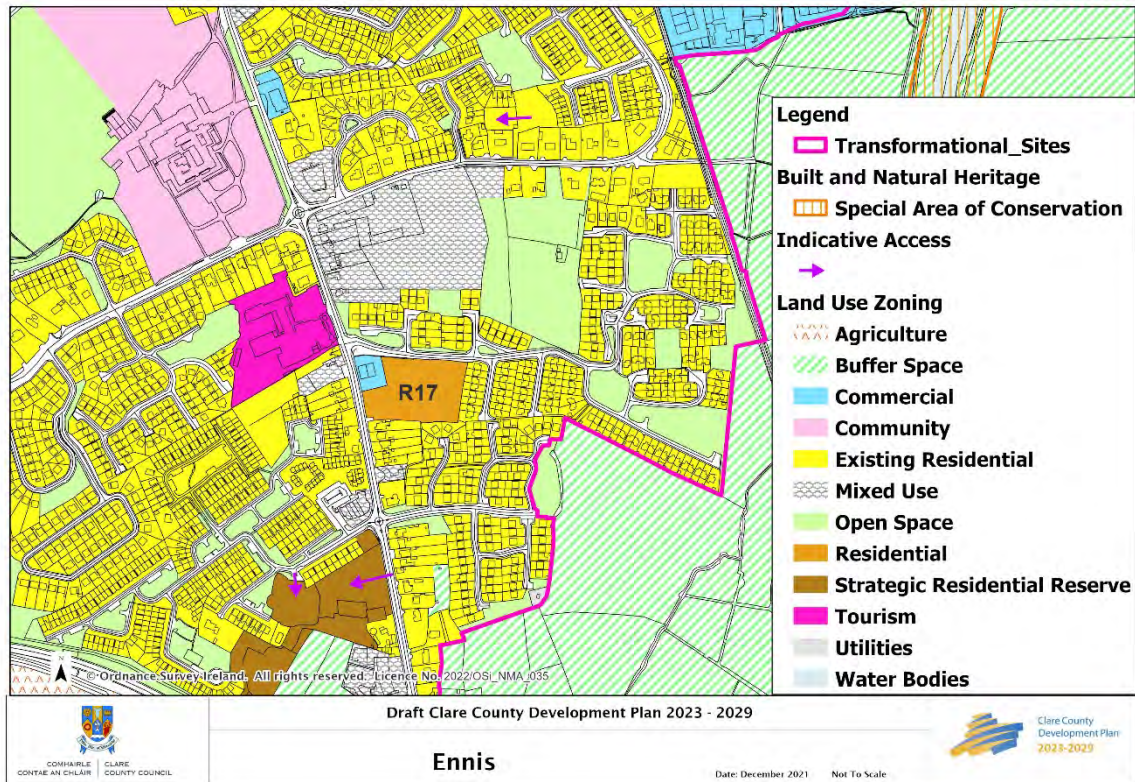 R17
Legend
Transformational_Sites
Built and Natural Heritage
Special Area of Conservation
Indicative Access
Land Use Zoning
Agriculture
Buffer Space
Commercial
Community
Existing Residential
Mixed Use
Open Space
Residential
Strategic Residential Reserve
Tourism
Utilities
Water Bodies
N
© Ordnance Survey Ireland. All rights reserved. Licence No. 2022/OSi_NMA_035
COMHAIRLE CONTAE AN CHLÁIR
CLARE COUNTY COUNCIL
Draft Clare County Development Plan 2023 - 2029
Ennis
Date: December 2021 Not To Scale
Clare County
Development Plan
2023-2029